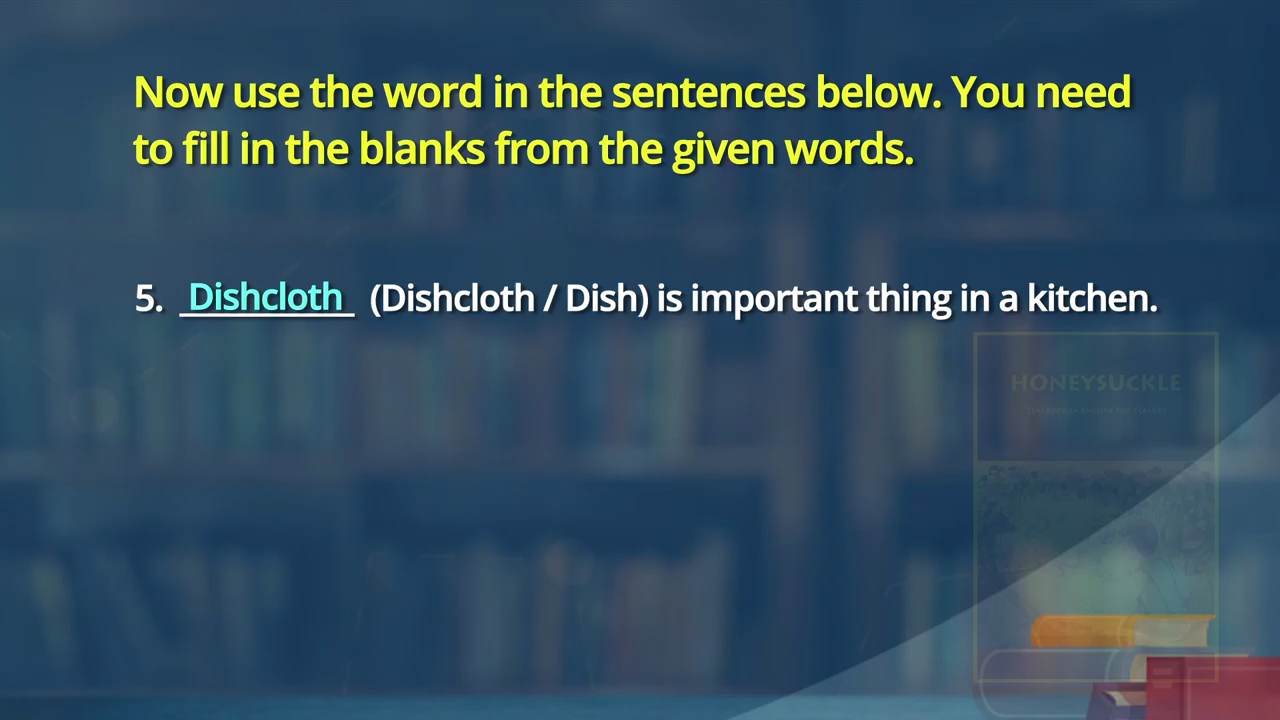 Now use the word in the sentences below. You need
to fill in the blanks from the given words.
5. Dishcloth (Dishcloth / Dish) is important thing in a kitchen.
HONEYSUCKLE